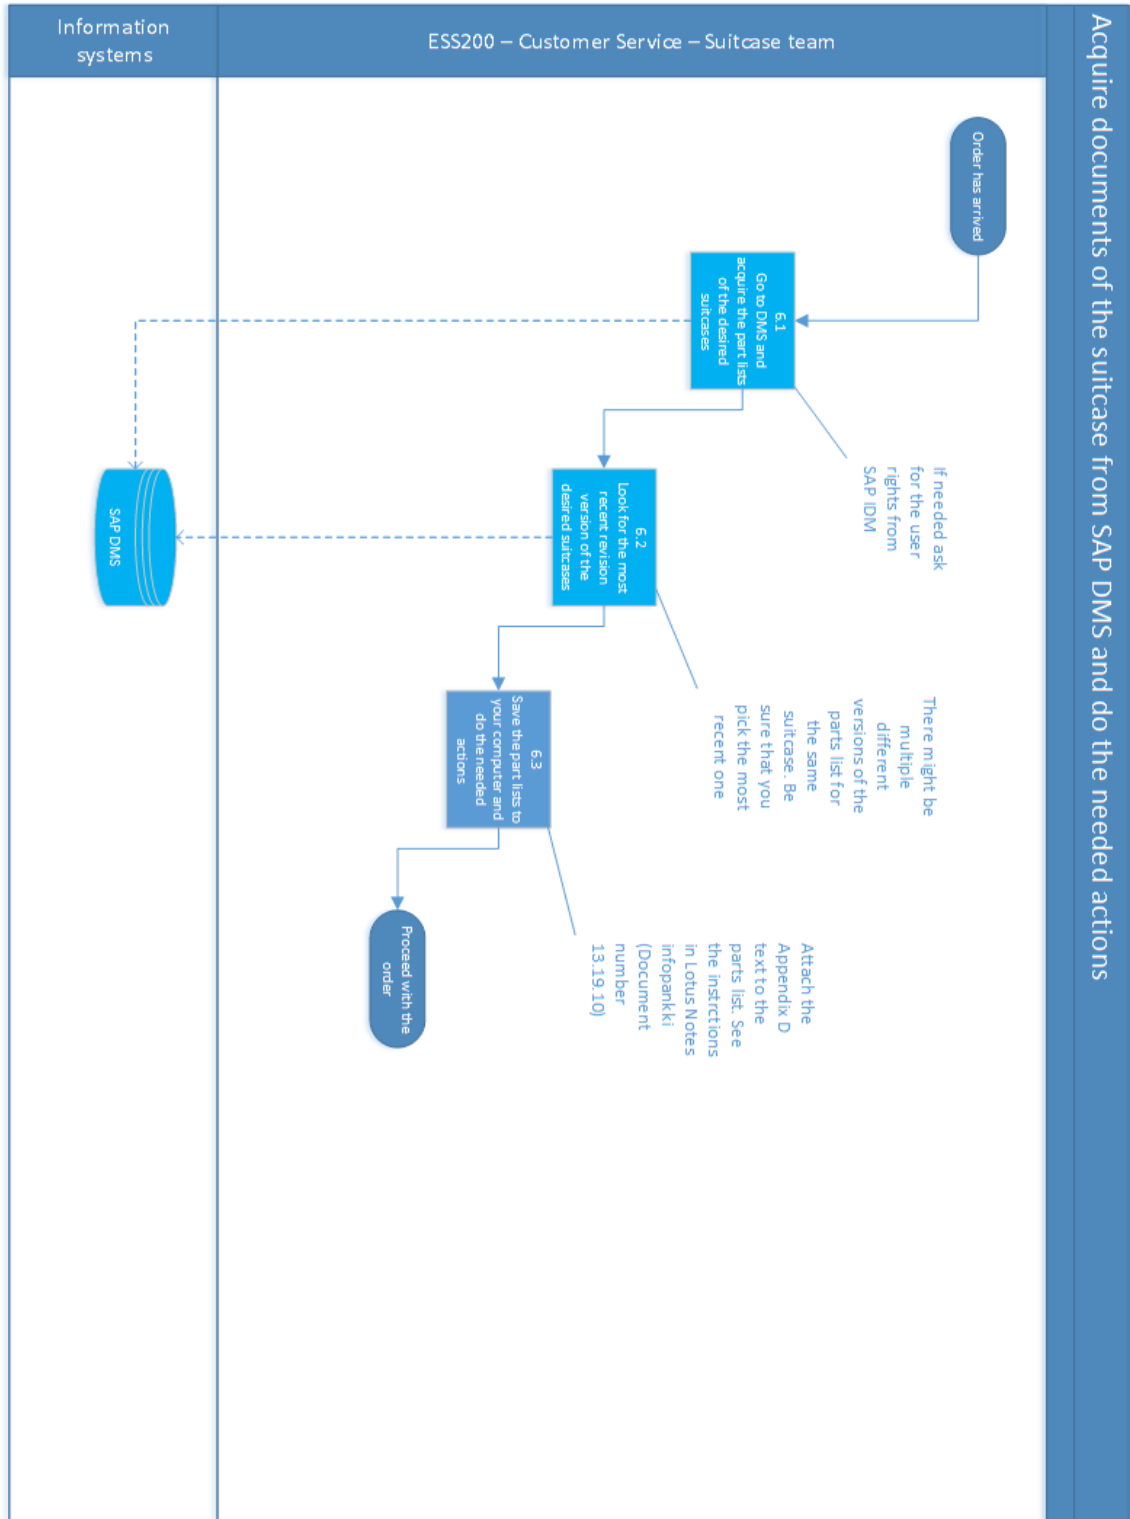 Acquire documents of the suitcase from SAP DMS and do the needed actions
ESS200 – Customer Service – Suitcase team
Information
systems
Order has arrived
6.1
Go to DMS and
acquire the part lists
of the desired
suitcases
If needed ask
for the user
rights from
SAP IDM
6.2
Look for the most
recent revision
version of the
desired suitcases
There might be
multiple
different
versions of the
parts list for
the same
suitcase. Be
sure that you
pick the most
recent one
6.3
Save the part lists to
your computer and
do the needed
actions
Attach the
Appendix D
text to the
parts list. See
the instrctions
in Lotus Notes
infopankki
(Document
number
13.19.10)
Proceed with the
order
SAP DMS